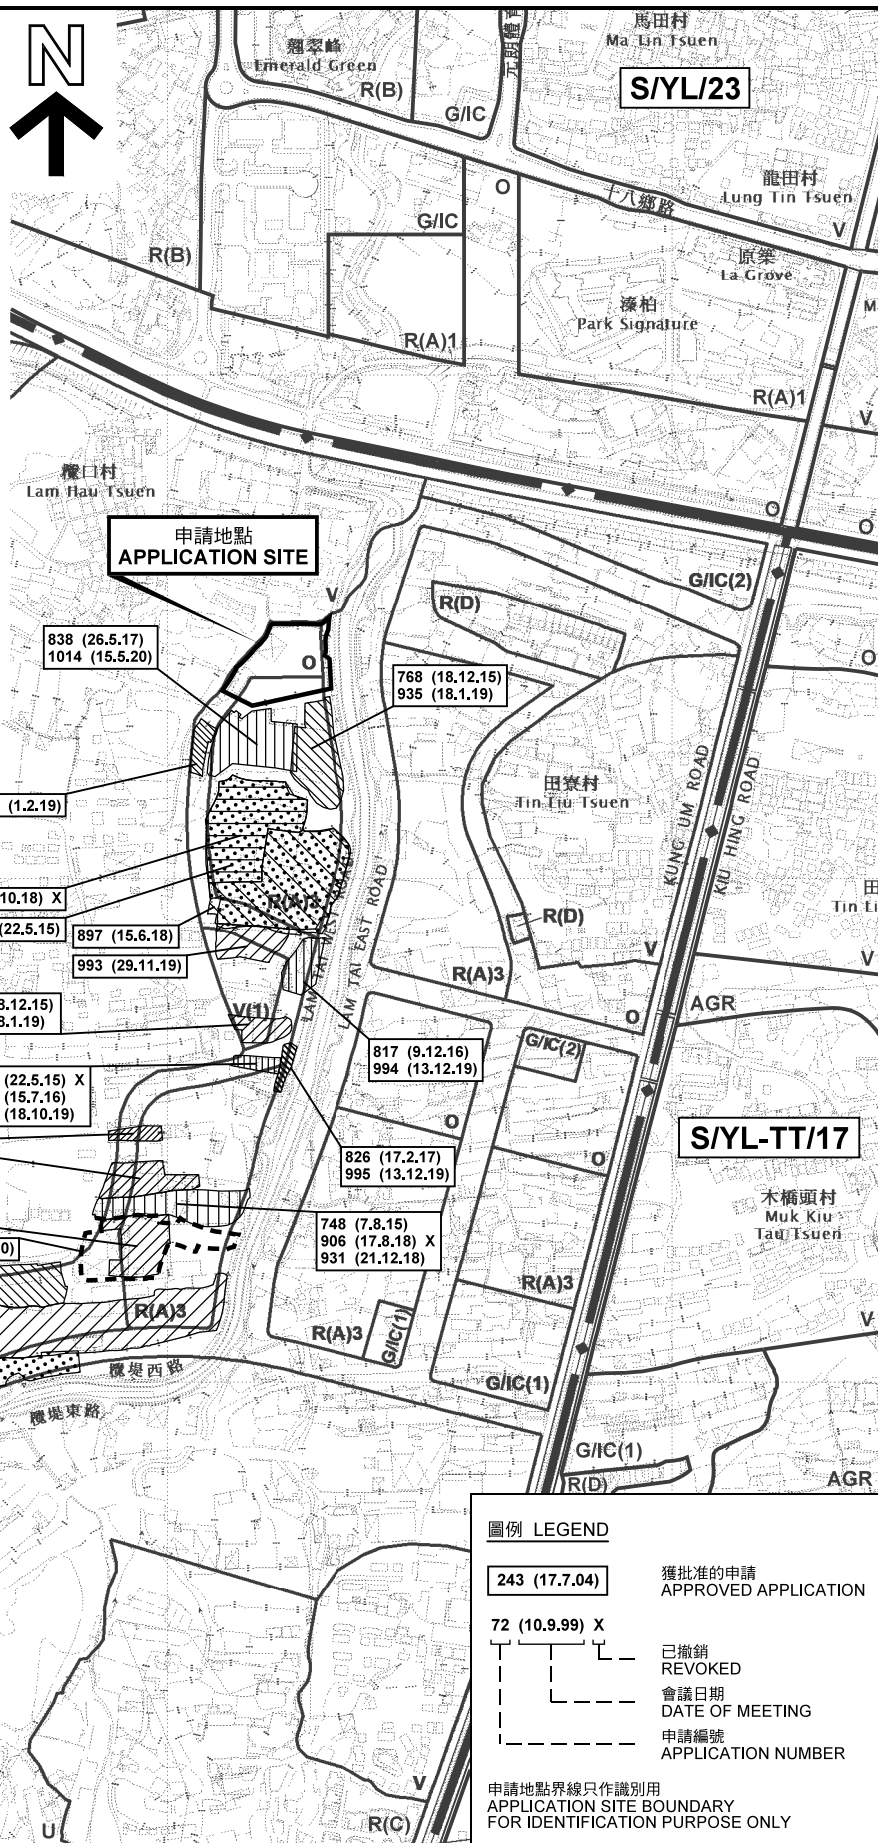 N
翹翠峰
Emerald Green
R(B)
G/IC
馬田村
Ma Tin Tsuen
S/YL/23
O
十八鄉路
龍田村
Lung Tin Tsuen
V
G/IC
R(B)
原築
La Grove
溱柏
Park Signature
R(A)1
R(A)1
V
欖口村
Lam Hau Tsuen
O
O
申請地點
APPLICATION SITE
G/IC(2)
V
R(D)
838 (26.5.17)
1014 (15.5.20)
O
O
768 (18.12.15)
935 (18.1.19)
田寮村
Tin Liu Tsuen
KUNG UM ROAD
KIU HING ROAD
(1.2.19)
10.18) X
(22.5.15)
897 (15.6.18)
993 (29.11.19)
R(D)
V
V
LAM TAI EAST ROAD
R(A)3
V(1)
O
AGR
817 (9.12.16)
994 (13.12.19)
G/IC(2)
(22.5.15) X
(15.7.16)
(18.10.19)
O
O
S/YL-TT/17
826 (17.2.17)
995 (13.12.19)
木橋頭村
Muk Kiu
Tau Tsuen
748 (7.8.15)
906 (17.8.18) X
931 (21.12.18)
R(A)3
R(A)3
R(A)3
G/IC(1)
V
欖堤西路
欖堤東路
G/IC(1)
G/IC(1)
R(D)
AGR
圖例 LEGEND
243 (17.7.04)
獲批准的申請
APPROVED APPLICATION
72 (10.9.99) X
已撤銷
REVOKED
會議日期
DATE OF MEETING
申請編號
APPLICATION NUMBER
申請地點界線只作識別用
APPLICATION SITE BOUNDARY
FOR IDENTIFICATION PURPOSE ONLY
V
U
R(C)